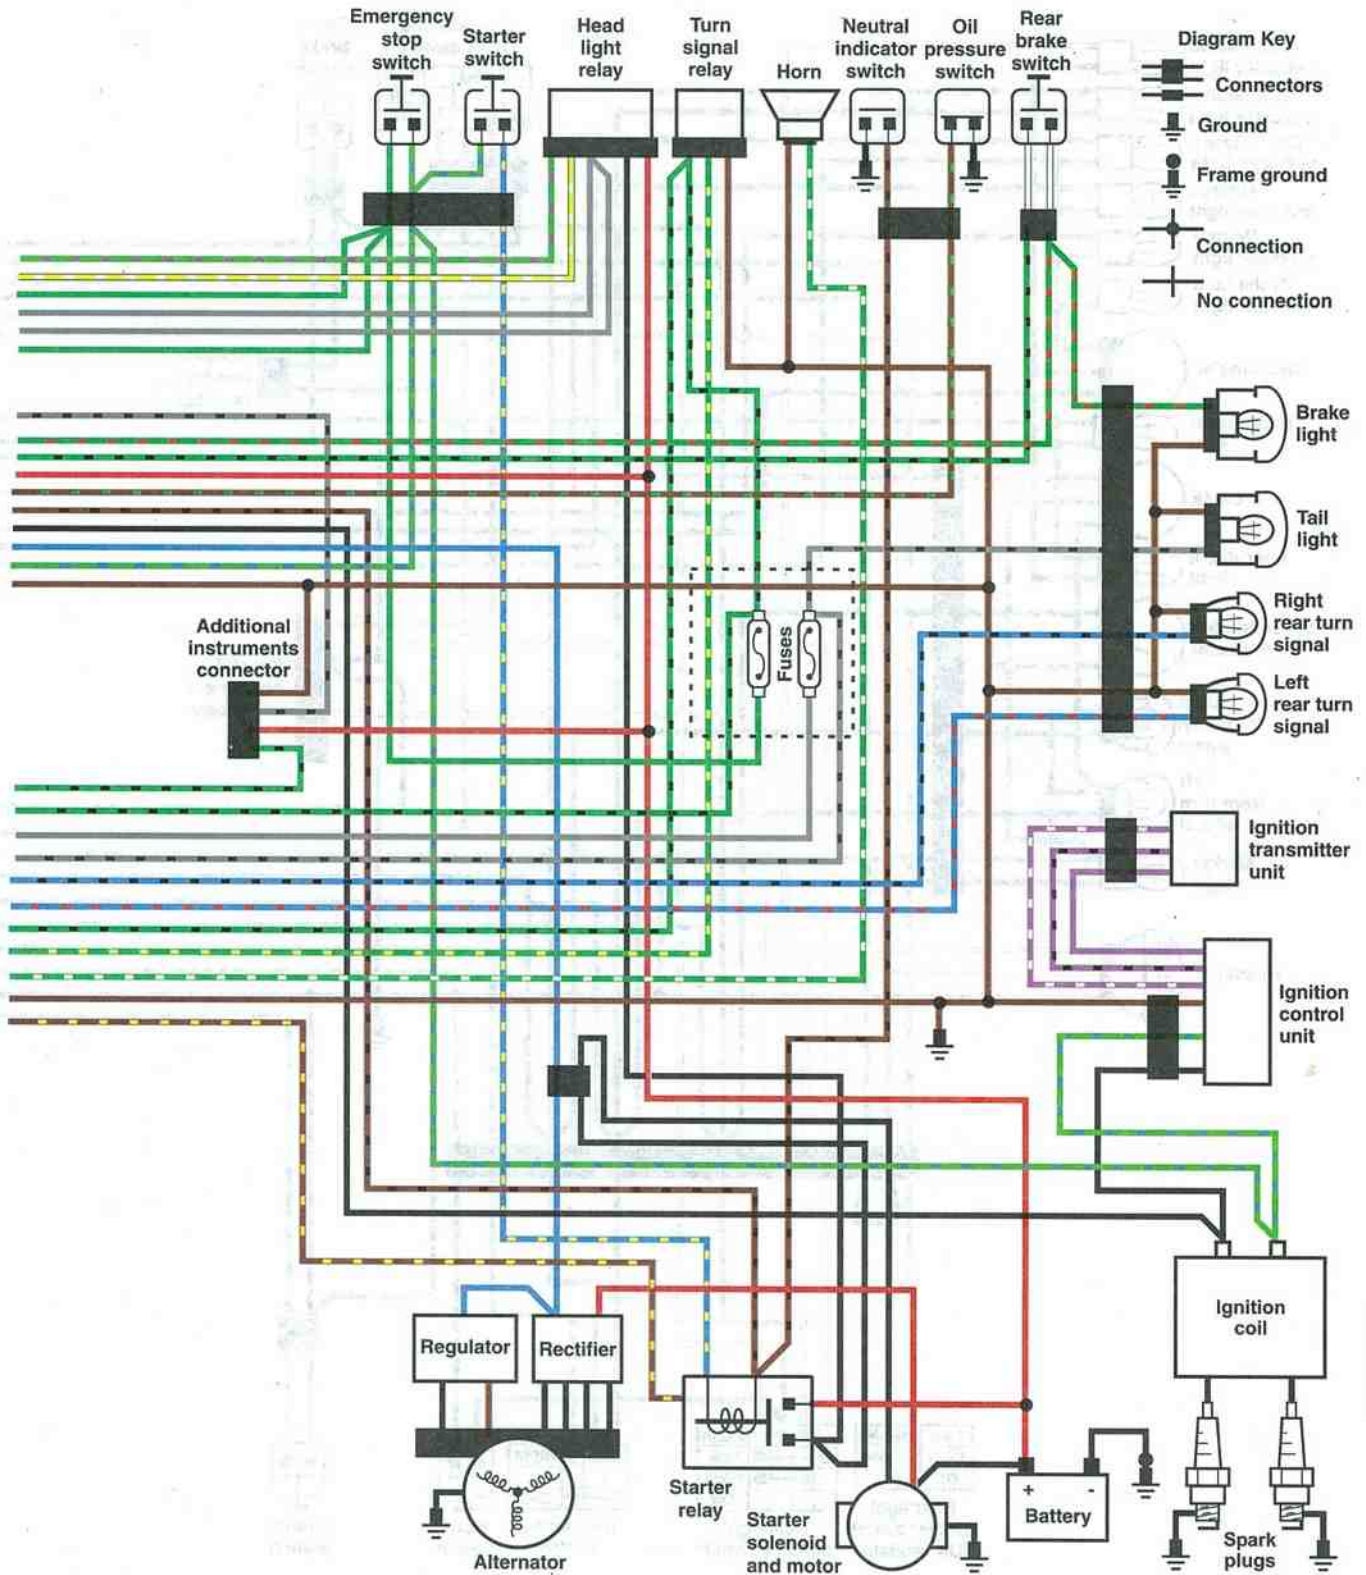 Emergency
stop
switch
Starter
switch
Head
light
relay
Turn
signal
relay
Horn
Neutral
indicator
switch
Oil
pressure
switch
Rear
brake
switch
Diagram Key
Connectors
Ground
Frame ground
Connection
No connection
Brake
light
Tail
light
Right
rear turn
signal
Left
rear turn
signal
Additional
instruments
connector
Fuses
Ignition
transmitter
unit
Ignition
control
unit
Ignition
coil
Regulator
Rectifier
Starter
relay
Alternator
Starter
solenoid
and motor
+ -
Battery
Spark
plugs